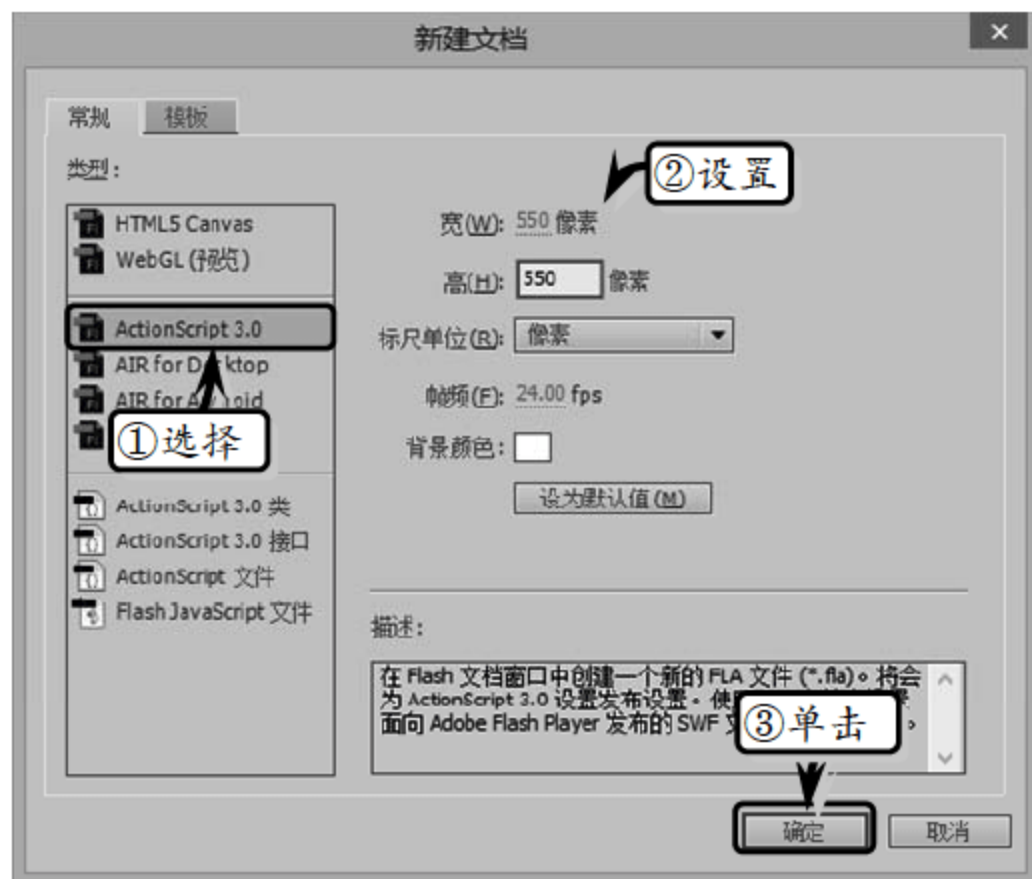 新建文档
常规
模板
类型:
HTML5 Canvas
WebGL (预览)
ActionScript 3.0
AIR for
AIR for
①选择
ActionScript 3.0 类
ActionScript 3.0 接口
ActionScript 文件
Flash JavaScript 文件
②设置
宽(W): 550 像素
高(H): 550 像素
标尺单位(R): 像素
帧频(F): 24.00 fps
背景颜色:
设为默认值(M)
描述:
在 Flash 文档窗口中创建一个新的 FLA 文件 (*.fla)。将会
为 ActionScript 3.0 设置发布设置。使
面向 Adobe Flash Player 发布的 SWF
③单击
确定
取消